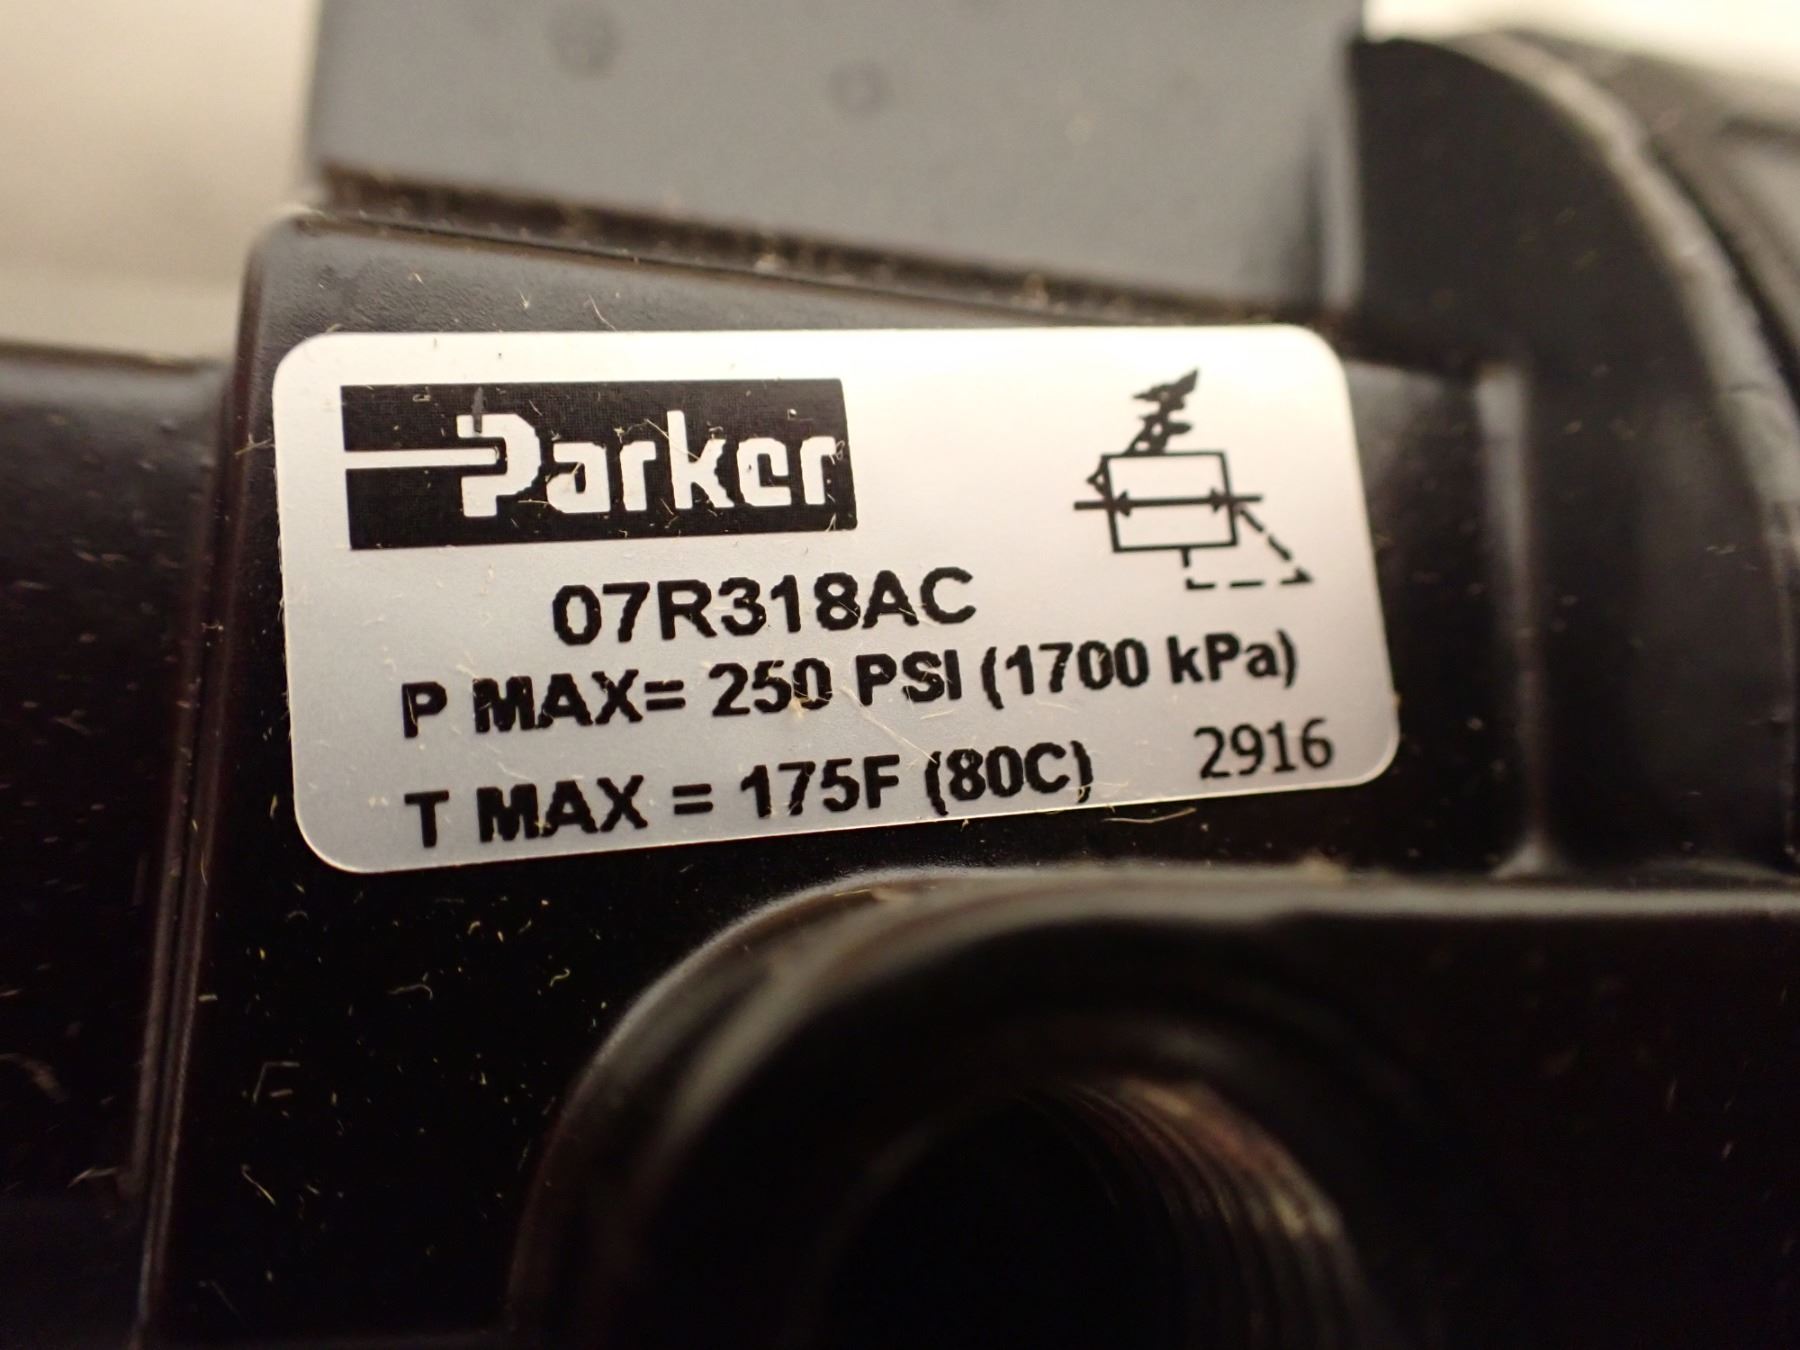 Parker
07R318AC
P MAX= 250 PSI (1700 kPa)
T MAX = 175F (80C) 2916